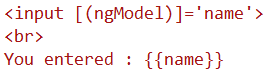 <input [(ngModel)]='name'>
<br>
You entered : {{name}}